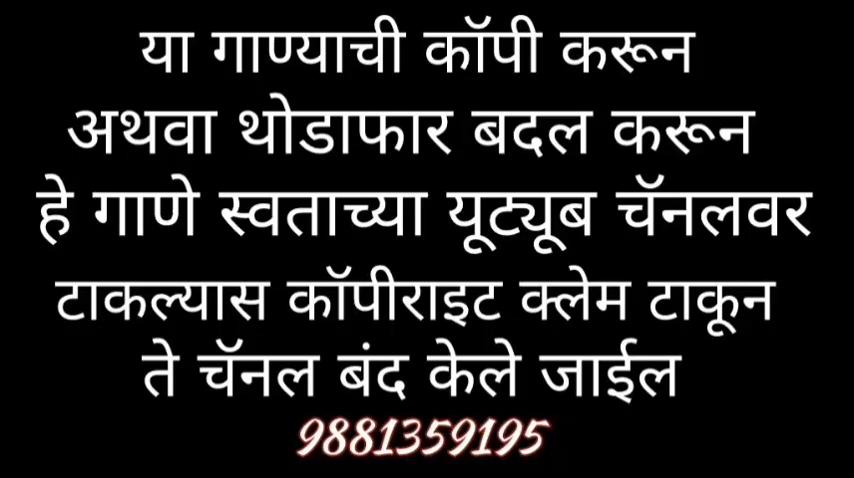 या गाण्याची कॉपी करून
अथवा थोडाफार बदल करून
हे गाणे स्वताच्या यूट्यूब चॅनलवर
टाकल्यास कॉपीराइट क्लेम टाकून
ते चॅनल बंद केले जाईल
9881359195